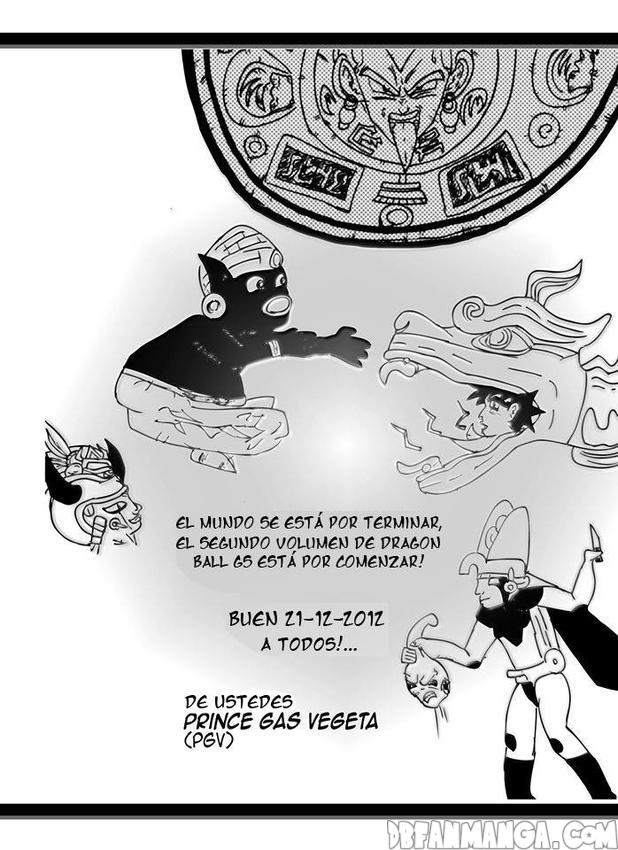 EL MUNDO SE ESTÁ POR TERMINAR,
EL SEGUNDO VOLUMEN DE DRAGON
BALL GS ESTÁ POR COMENZAR!
BUEN 21-12-2012
A TODOS!...
DE USTEDES
PRINCE GAS VEGETA
(PGV)
DBFANMANGA.COM